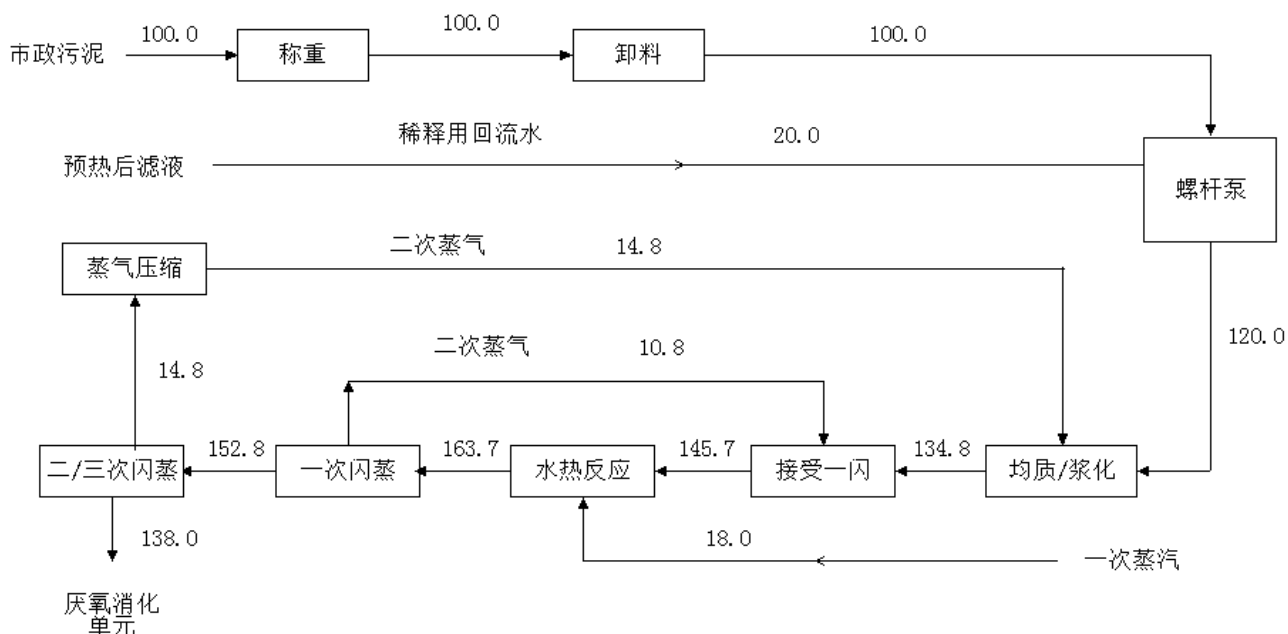 100.0
100.0
100.0
市政污泥
称重
卸料
稀释用回流水
20.0
预热后滤液
螺杆泵
二次蒸气
14.8
蒸气压缩
120.0
二次蒸气
10.8
14.8
152.8
163.7
145.7
134.8
二/三次闪蒸
一次闪蒸
水热反应
接受一闪
均质/浆化
138.0
18.0
一次蒸汽
厌氧消化
单元